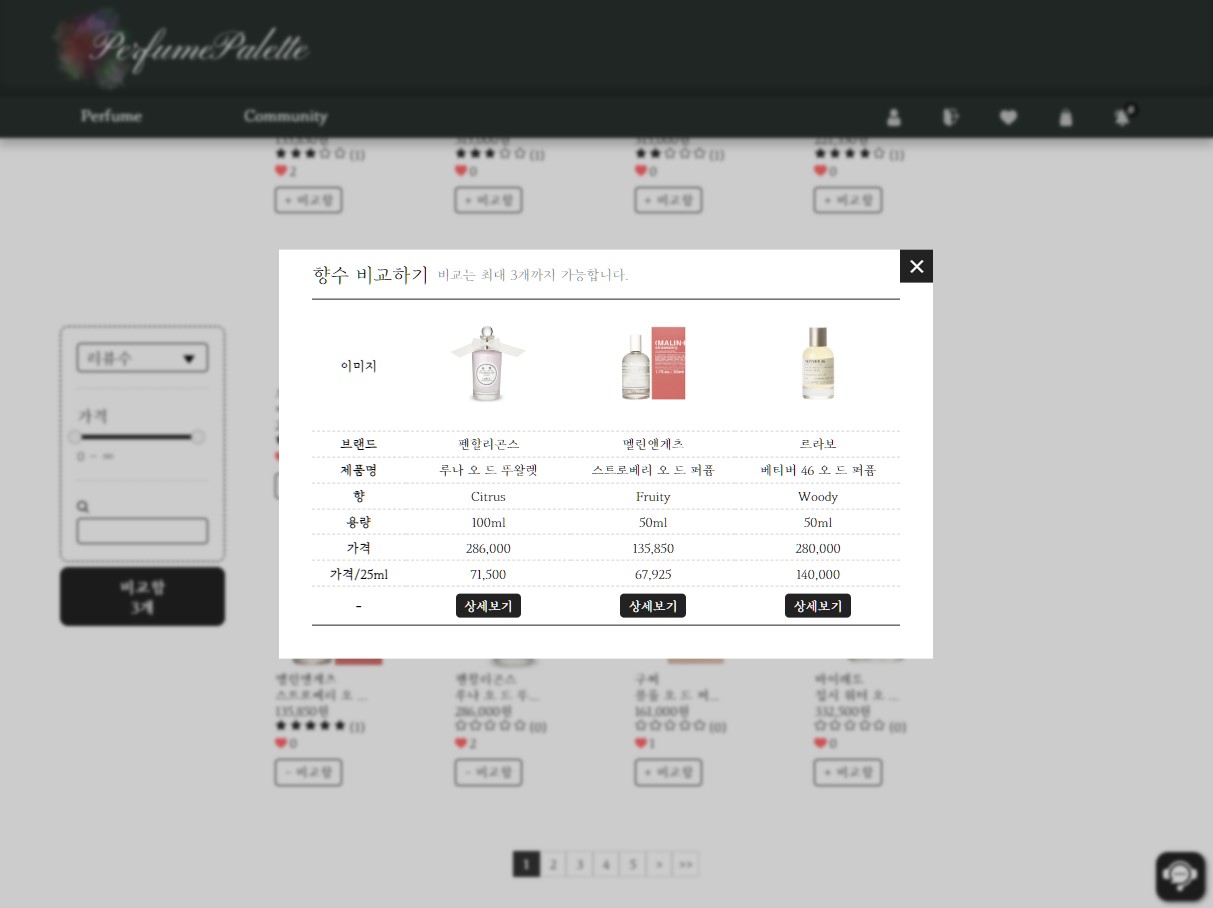 PerfumePalette
Perfume
Community
(1)
(1)
(1)
(1)
2
0
0
0
+ 비교함
+ 비교함
+ 비교함
+ 비교함
향수 비교하기 비교는 최대 3개까지 가능합니다.
이미지
(MALIN+
브랜드 펜할리곤스 멜린앤게츠 르라보
제품명 루나 오 드 뚜왈렛 스트로베리 오 드 퍼퓸 베티버 46 오 드 퍼퓸
향 Citrus Fruity Woody
용량 100ml 50ml 50ml
가격 286,000 135,850 280,000
가격/25ml 71,500 67,925 140,000
- 상세보기 상세보기 상세보기
리뷰수
가격
0 ~ ∞
비교함
3개
멜린앤게츠
스트로베리 오 ...
135,850원
(1)
0
- 비교함
펜할리곤스
루나 오 드 뚜...
286,000원
(0)
2
- 비교함
구찌
블룸 오 드 퍼...
161,000원
(0)
1
+ 비교함
바이레도
집시 워터 오 ...
332,500원
(0)
0
+ 비교함
1 2 3 4 5 > >>